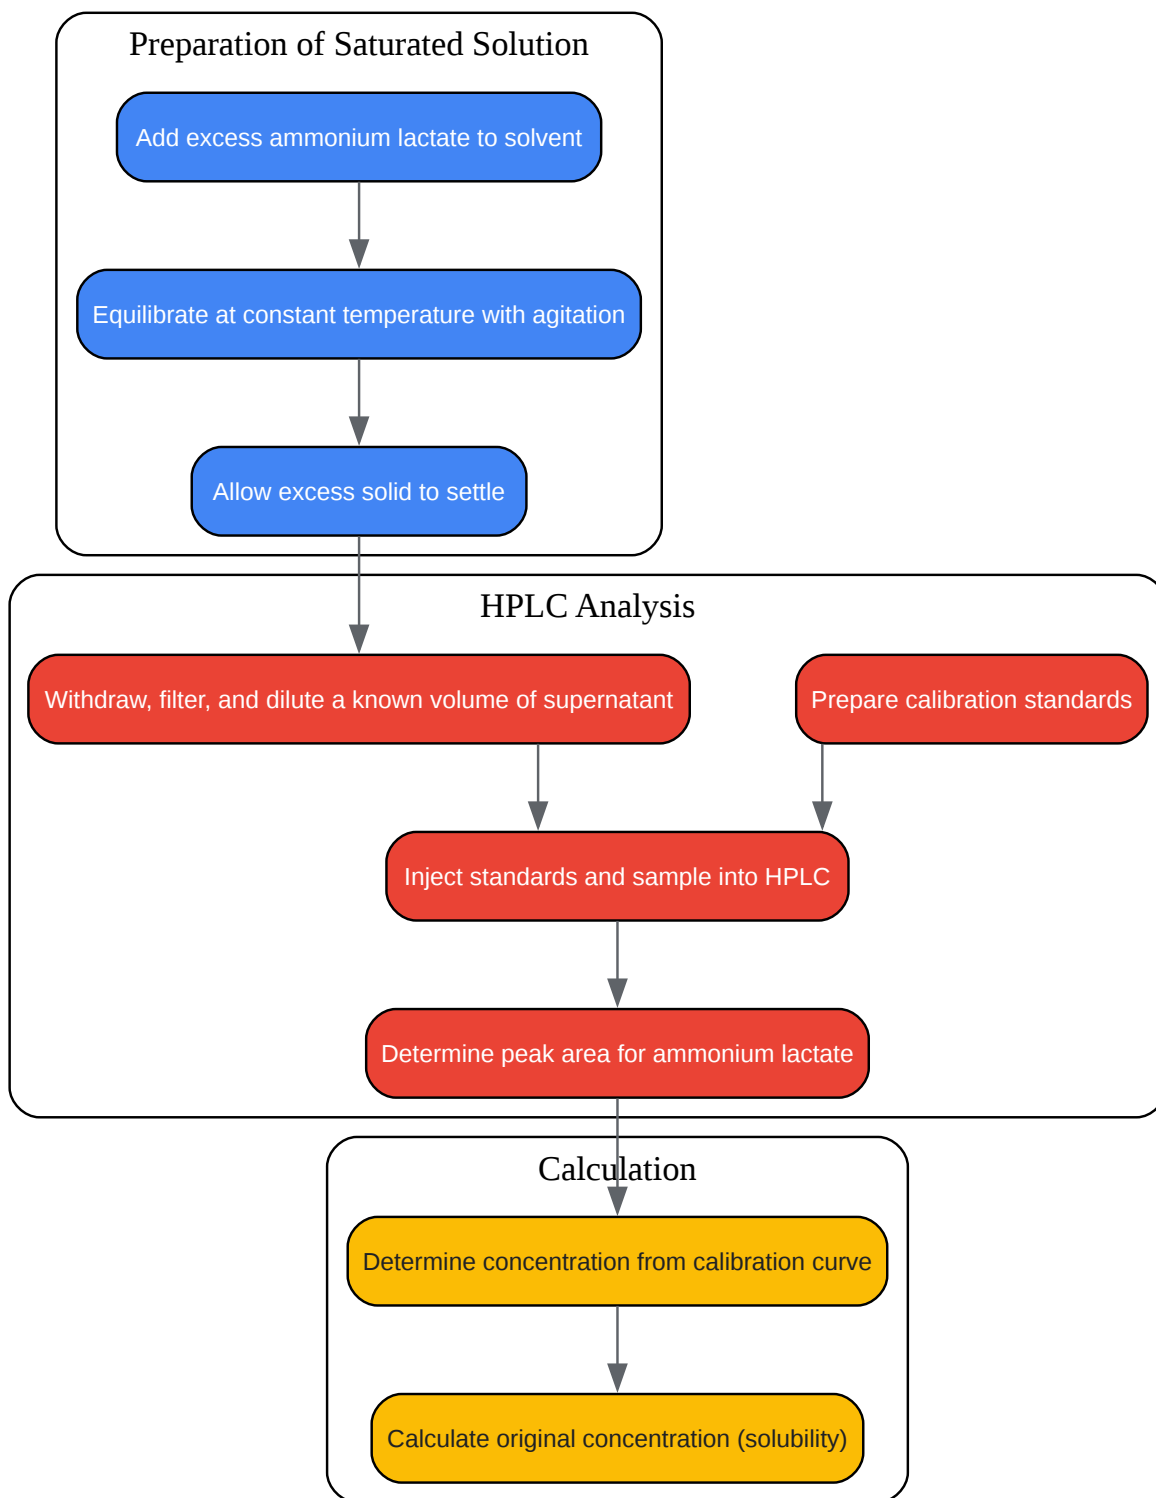 Preparation of Saturated Solution
Add excess ammonium lactate to solvent
Equilibrate at constant temperature with agitation
Allow excess solid to settle
HPLC Analysis
Withdraw, filter, and dilute a known volume of supernatant
Prepare calibration standards
Inject standards and sample into HPLC
Determine peak area for ammonium lactate
Calculation
Determine concentration from calibration curve
Calculate original concentration (solubility)